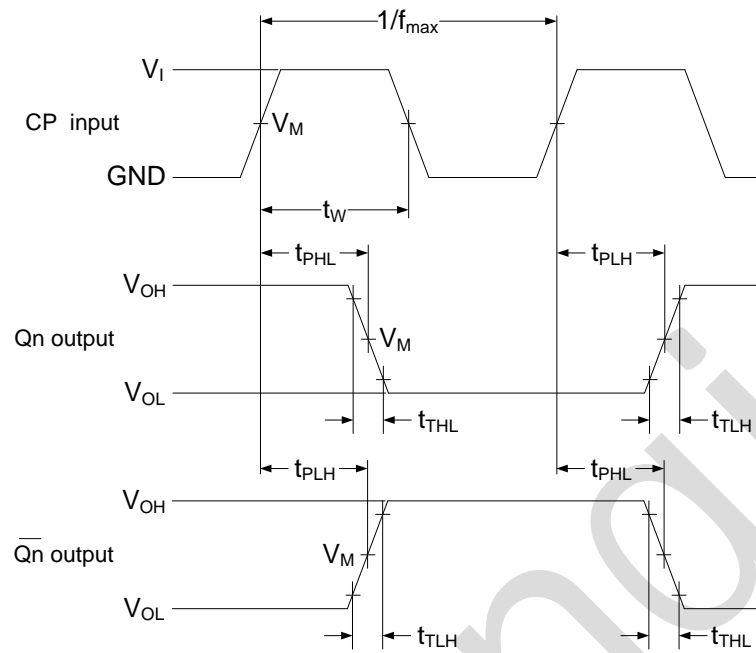 1/fmax
VI
CP input
VM
GND
tW
tPHL
tPLH
VOH
Qn output
VM
VOL
tTHL
tTLH
tPLH
tPHL
VOH
Q̅n̅ output
VM
VOL
tTLH
tTHL